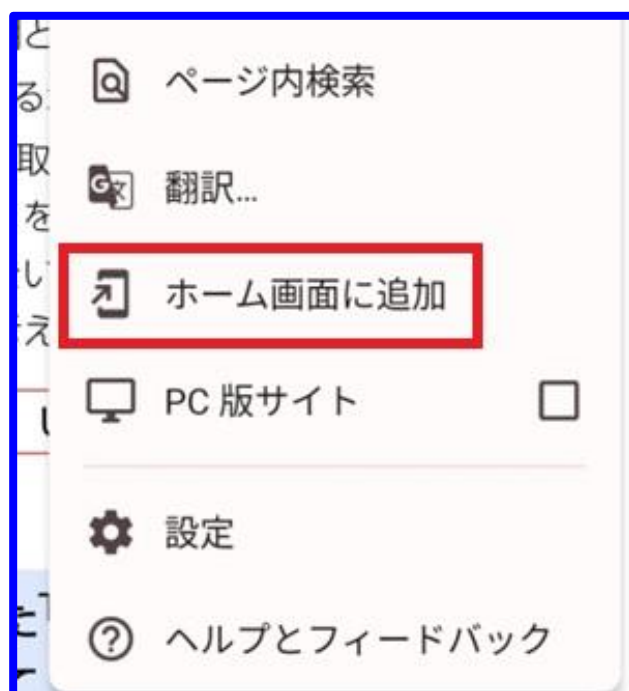 ページ内検索
翻訳...
ホーム画面に追加
PC 版サイト
設定
ヘルプとフィードバック